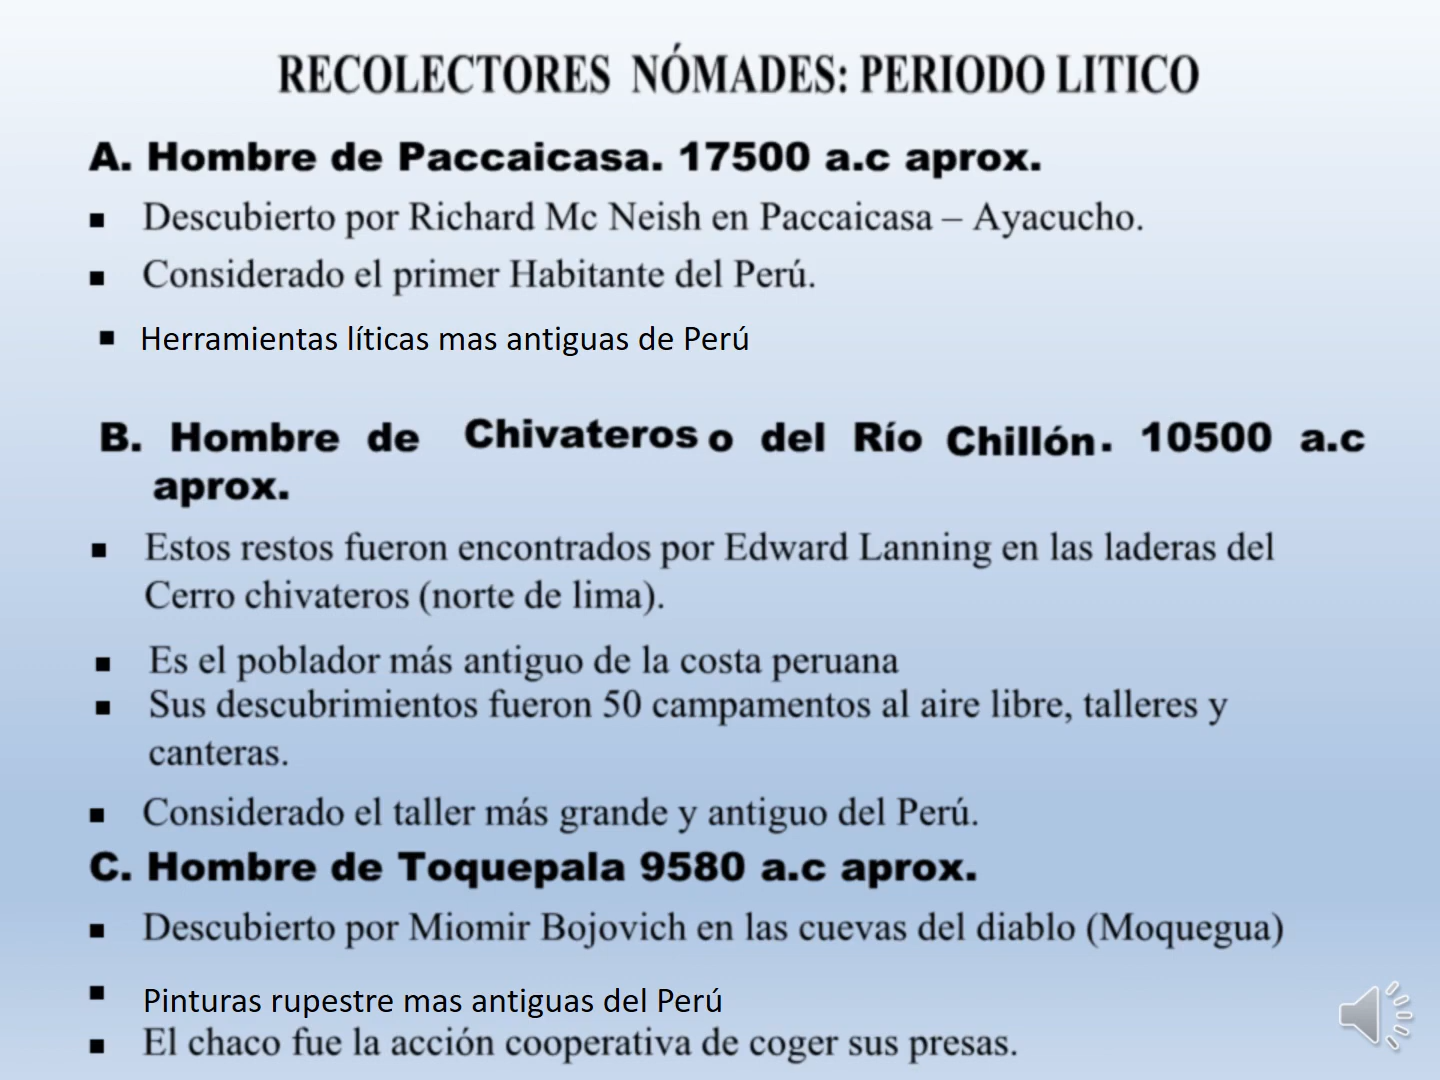 RECOLECTORES NÓMADES: PERIODO LITICO
A. Hombre de Paccaicasa. 17500 a.c aprox.
▪ Descubierto por Richard Mc Neish en Paccaicasa – Ayacucho.
▪ Considerado el primer Habitante del Perú.
▪ Herramientas líticas mas antiguas de Perú
B. Hombre de Chivateros o del Río Chillón. 10500 a.c
aprox.
▪ Estos restos fueron encontrados por Edward Lanning en las laderas del
Cerro chivateros (norte de lima).
▪ Es el poblador más antiguo de la costa peruana
▪ Sus descubrimientos fueron 50 campamentos al aire libre, talleres y
canteras.
▪ Considerado el taller más grande y antiguo del Perú.
C. Hombre de Toquepala 9580 a.c aprox.
▪ Descubierto por Miomir Bojovich en las cuevas del diablo (Moquegua)
▪ Pinturas rupestre mas antiguas del Perú
▪ El chaco fue la acción cooperativa de coger sus presas.